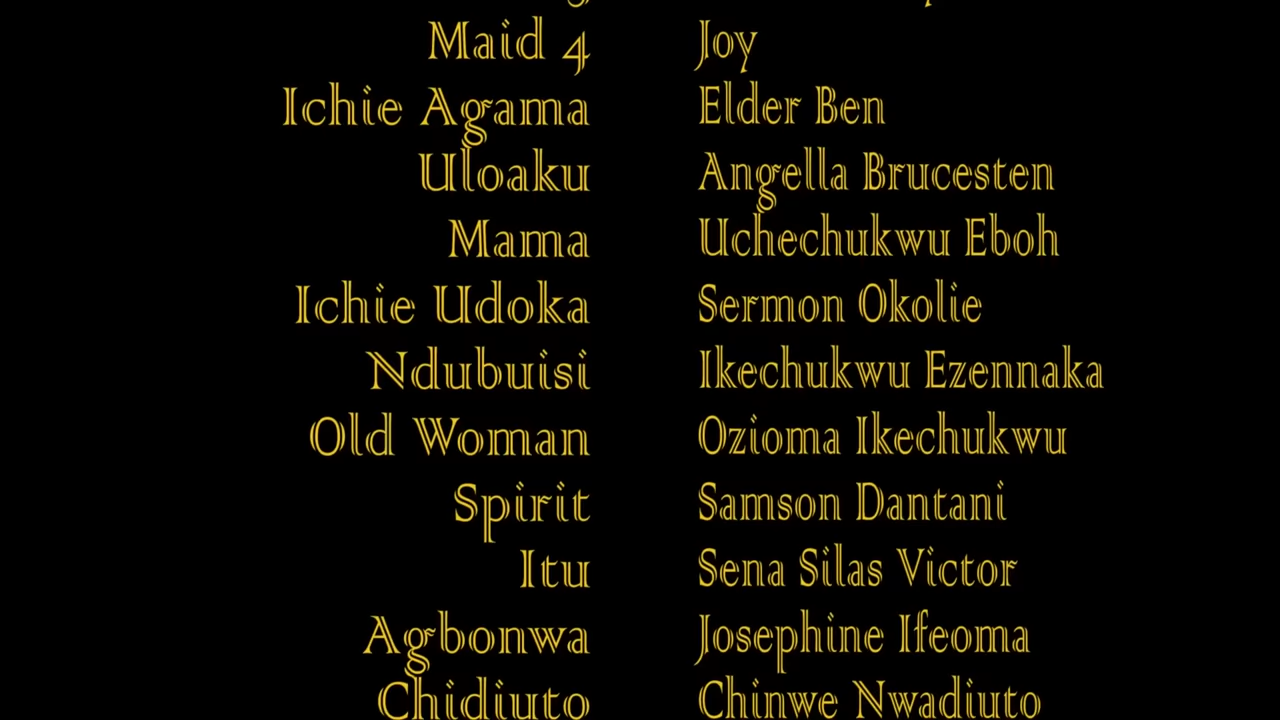 Maid 4 Joy
Ichie Agama Elder Ben
Uloaku Angella Brucesten
Mama Uchechukwu Eboh
Ichie Udoka Sermon Okolie
Ndubuisi Ikechukwu Ezennaka
Old Woman Ozioma Ikechukwu
Spirit Samson Dantani
Itu Sena Silas Victor
Agbonwa Josephine Ifeoma
Chidiuto Chinwe Nwadiuto